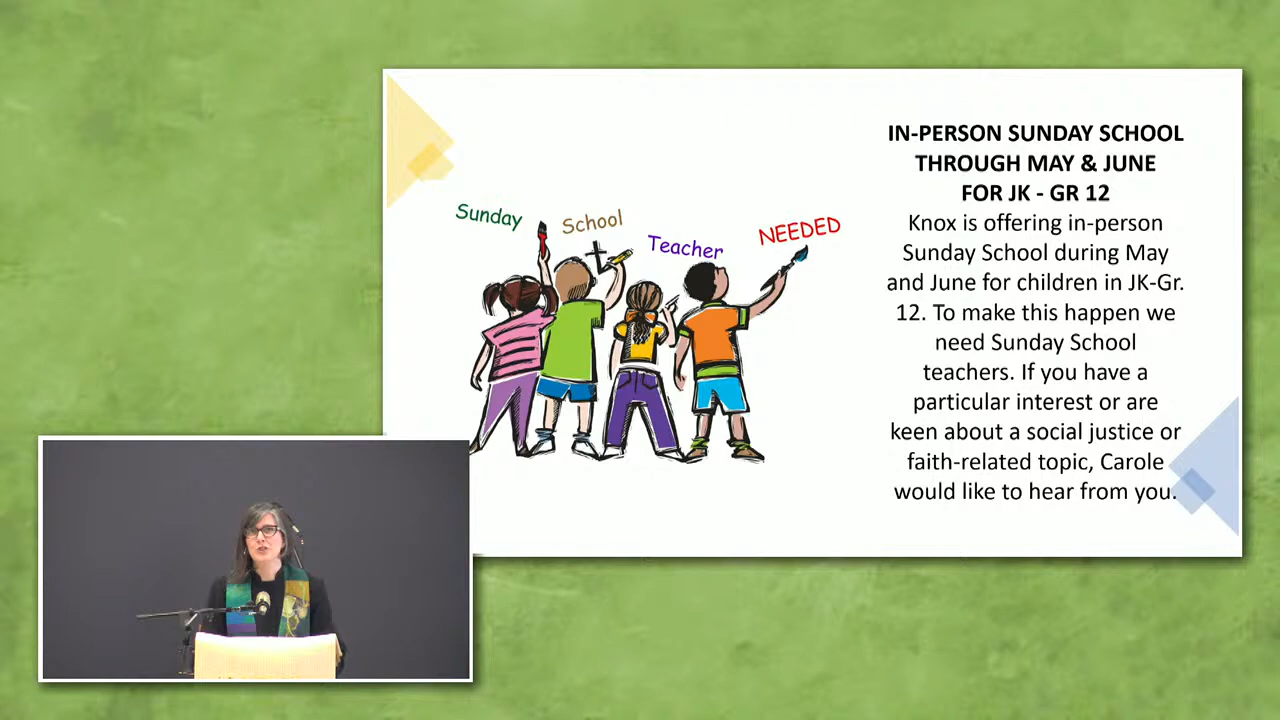 Sunday School Teacher NEEDED
IN-PERSON SUNDAY SCHOOL
THROUGH MAY & JUNE
FOR JK - GR 12
Knox is offering in-person
Sunday School during May
and June for children in JK-Gr.
12. To make this happen we
need Sunday School
teachers. If you have a
particular interest or are
keen about a social justice or
faith-related topic, Carole
would like to hear from you.